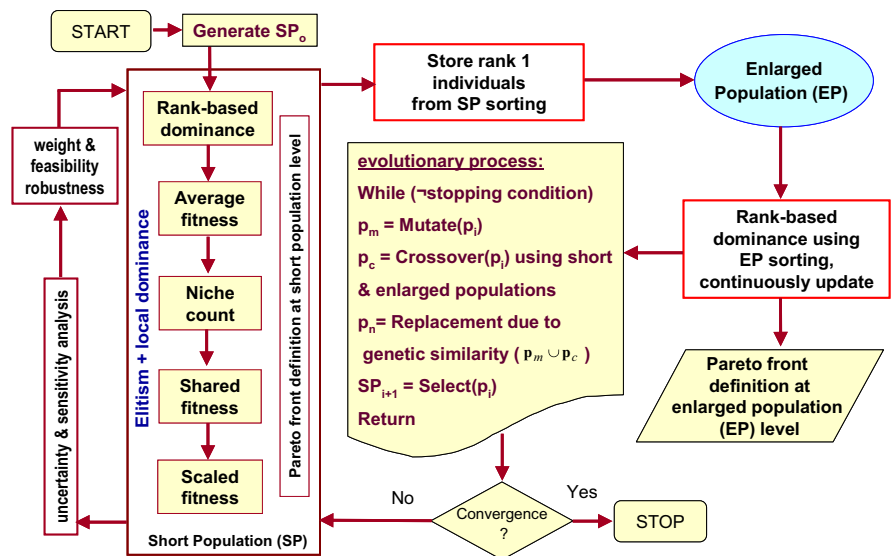 START
Generate SPo
Rank-based
dominance
Average
fitness
Niche
count
Shared
fitness
Scaled
fitness
Elitism + local dominance
Pareto front definition at short population level
Short Population (SP)
weight &
feasibility
robustness
uncertainty & sensitivity analysis
Store rank 1
individuals
from SP sorting
Enlarged
Population (EP)
Rank-based
dominance using
EP sorting,
continuously update
Pareto front
definition at
enlarged population
(EP) level
evolutionary process:
While (¬stopping condition)
pm = Mutate(pi)
pc = Crossover(pi) using short
& enlarged populations
pn= Replacement due to
genetic similarity ( pm ∪ pc )
SPi+1 = Select(pi)
Return
Convergence
?
No
Yes
STOP